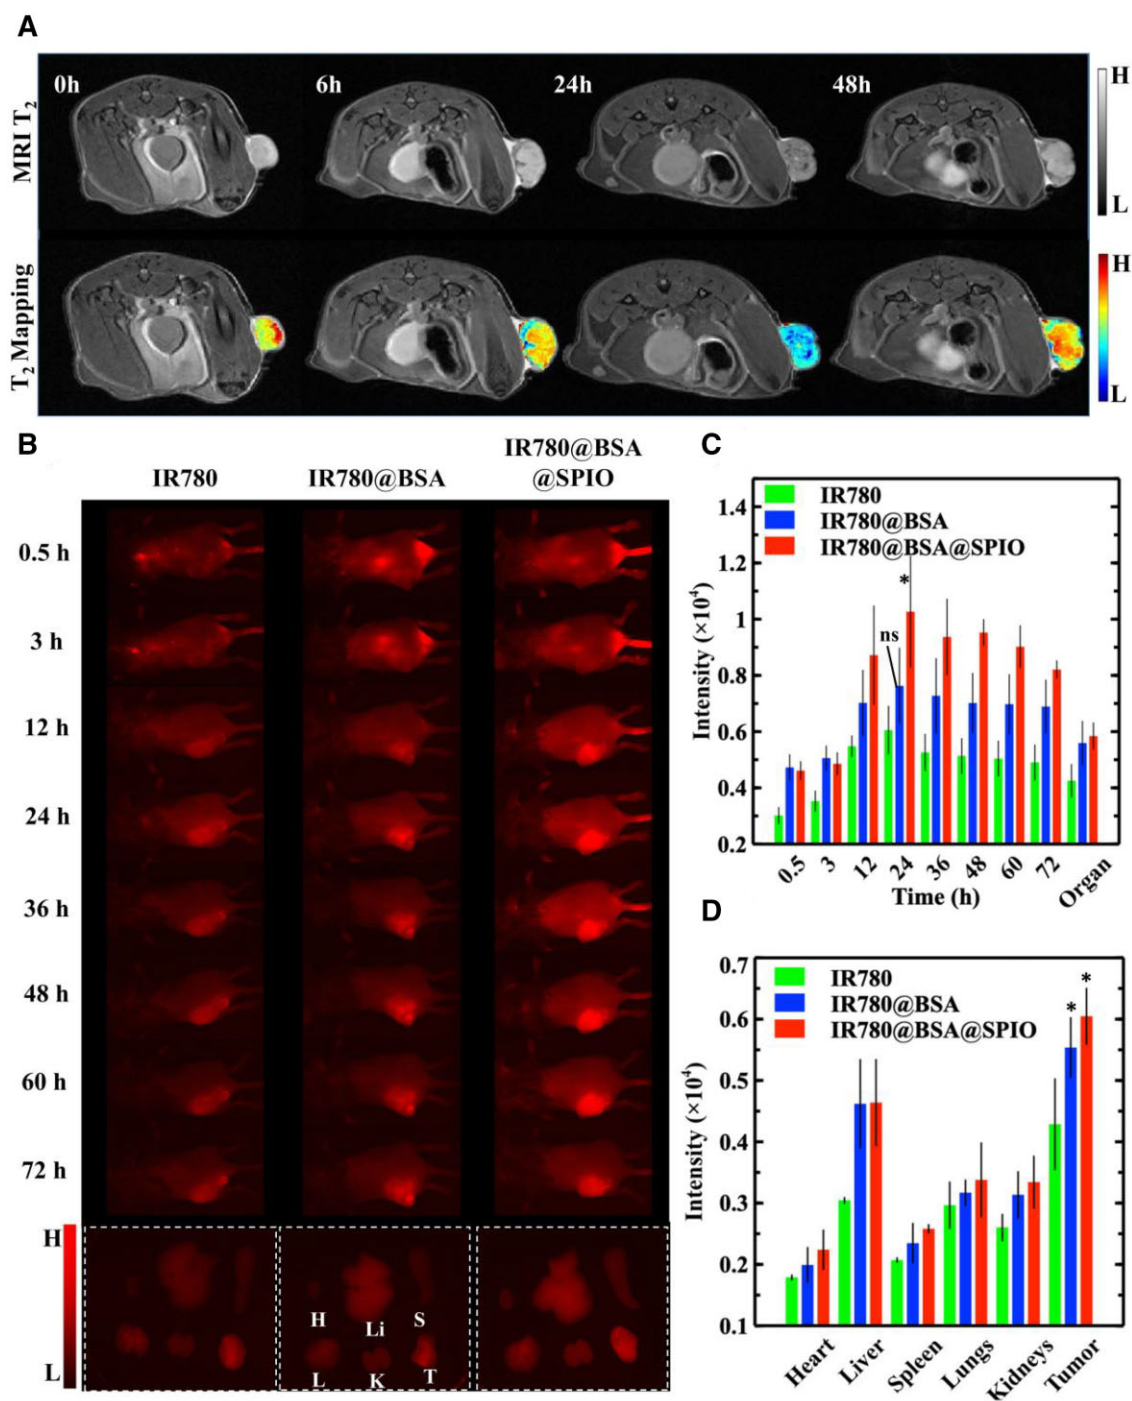 A
MRI T2
0h
6h
24h
48h
H
L
T2 Mapping
H
L
B
IR780
IR780@BSA
IR780@BSA
@SPIO
0.5 h
3 h
12 h
24 h
36 h
48 h
60 h
72 h
H
L
H
Li
S
L
K
T
C
IR780
IR780@BSA
IR780@BSA@SPIO
Intensity (×10⁴)
1.4
1.2
1
0.8
0.6
0.4
0.2
ns
*
0.5
3
12
24
36
48
60
72
Organ
Time (h)
D
IR780
IR780@BSA
IR780@BSA@SPIO
Intensity (×10⁴)
0.7
0.6
0.5
0.4
0.3
0.2
0.1
*
*
Heart
Liver
Spleen
Lungs
Kidneys
Tumor